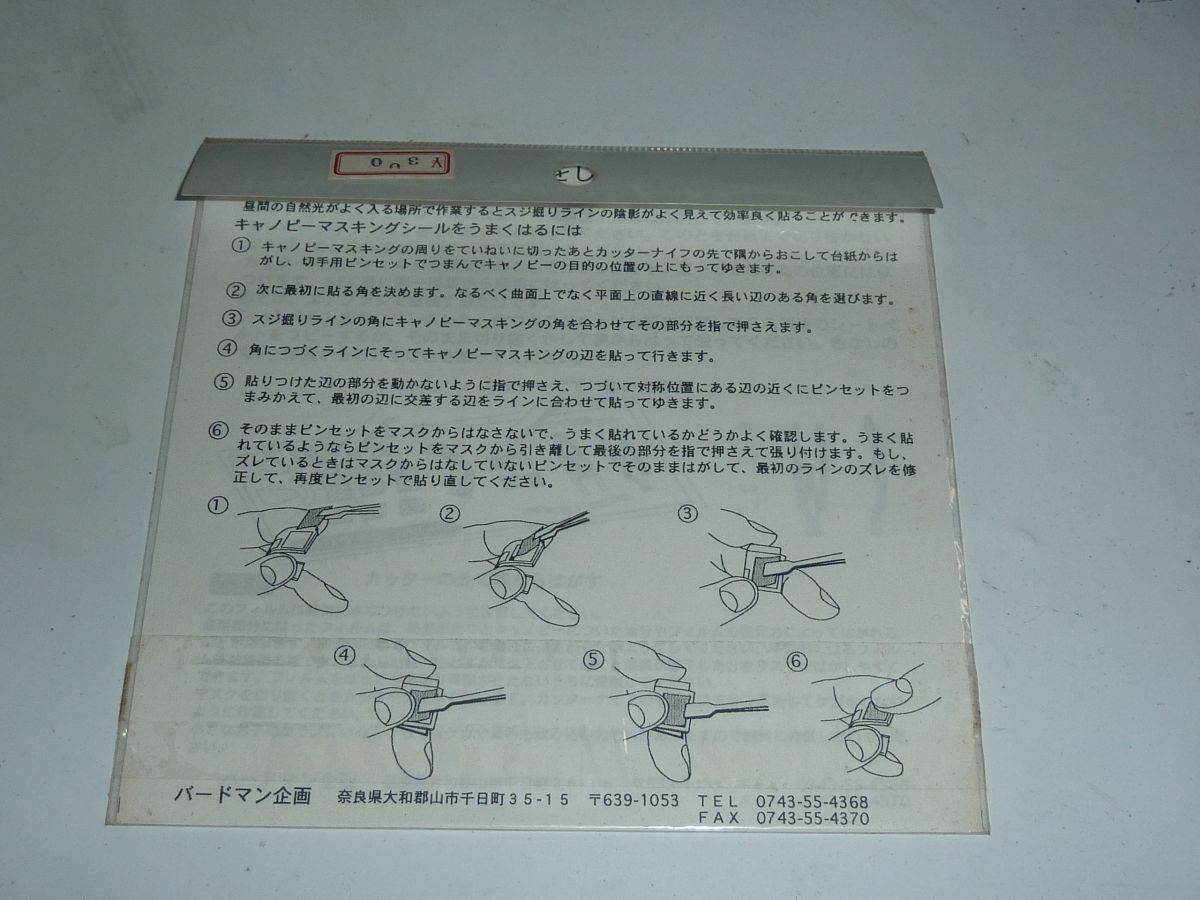 ¥300
昼間の自然光がよく入る場所で作業するとスジ掘りラインの陰影がよく見えて効率良く貼ることができます。
キャノピーマスキングシールをうまくはるには
① キャノピーマスキングの周りをていねいに切ったあとカッターナイフの先で隅からおこして台紙からは
がし、切手用ピンセットでつまんでキャノピーの目的の位置の上にもってゆきます。
② 次に最初に貼る角を決めます。なるべく曲面上でなく平面上の直線に近く長い辺のある角を選びます。
③ スジ掘りラインの角にキャノピーマスキングの角を合わせてその部分を指で押さえます。
④ 角につづくラインにそってキャノピーマスキングの辺を貼って行きます。
⑤ 貼りつけた辺の部分を動かないように指で押さえ、つづいて対称位置にある辺の近くにピンセットをつ
まみかえて、最初の辺に交差する辺をラインに合わせて貼ってゆきます。
⑥ そのままピンセットをマスクからはなさないで、うまく貼れているかどうかよく確認します。うまく貼
れているようならピンセットをマスクから引き離して最後の部分を指で押さえて張り付けます。もし、
ズレているときはマスクからはなしていないピンセットでそのままはがして、最初のラインのズレを修
正して、再度ピンセットで貼り直してください。
① ② ③
④ ⑤ ⑥
バードマン企画 奈良県大和郡山市千日町35-15 〒639-1053 TEL 0743-55-4368
FAX 0743-55-4370